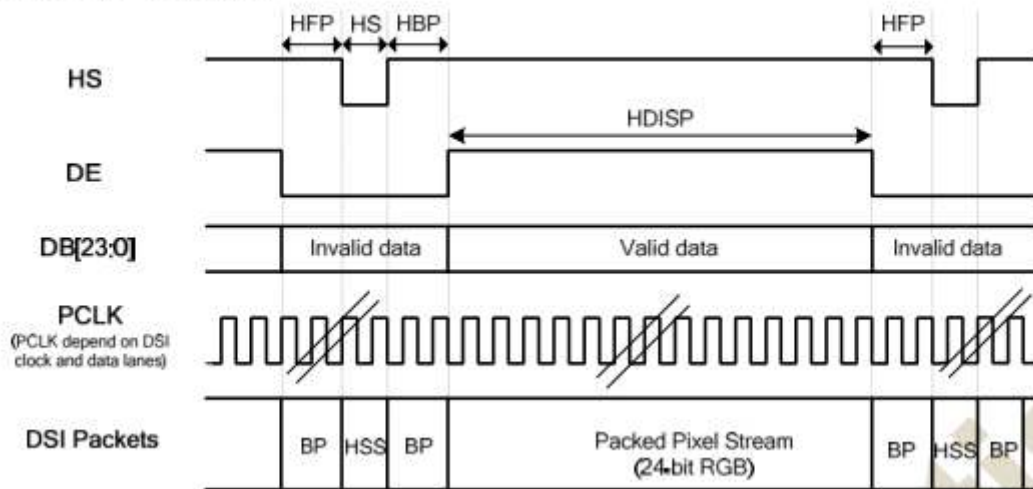 HFP HS HBP HFP
HS
HDISP
DE
DB[23:0] Invalid data Valid data Invalid data
PCLK
(PCLK depend on DSI
clock and data lanes)
DSI Packets BP HSS BP Packed Pixel Stream BP HSS BP
(24-bit RGB)